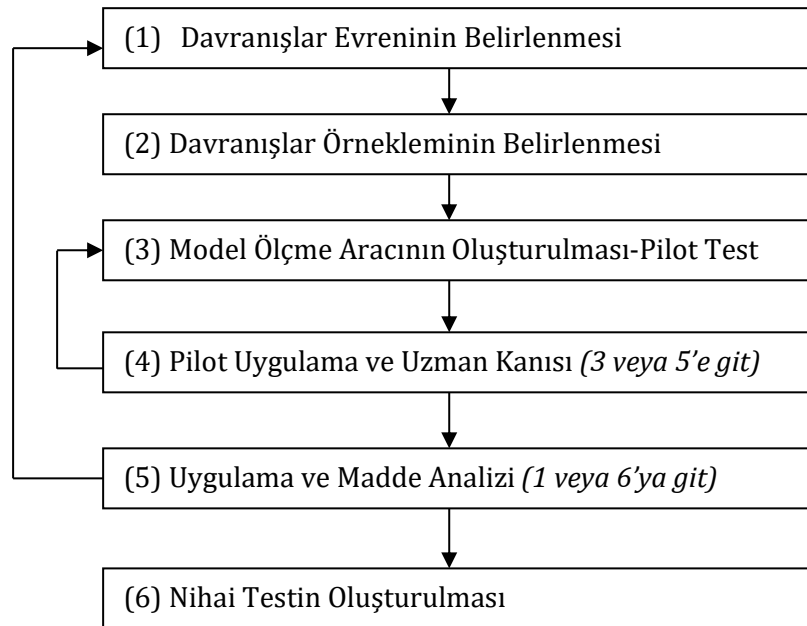 (1) Davranışlar Evreninin Belirlenmesi
(2) Davranışlar Örnekleminin Belirlenmesi
(3) Model Ölçme Aracının Oluşturulması-Pilot Test
(4) Pilot Uygulama ve Uzman Kanısı (3 veya 5’e git)
(5) Uygulama ve Madde Analizi (1 veya 6’ya git)
(6) Nihai Testin Oluşturulması